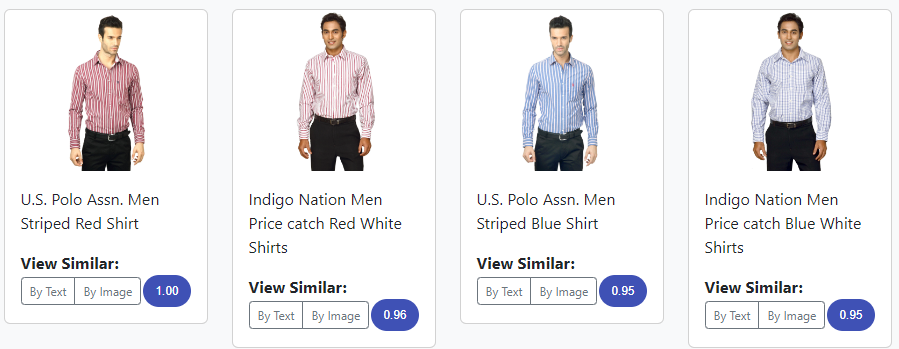 U.S. Polo Assn. Men
Striped Red Shirt
View Similar:
By Text By Image 1.00
Indigo Nation Men
Price catch Red White
Shirts
View Similar:
By Text By Image 0.96
U.S. Polo Assn. Men
Striped Blue Shirt
View Similar:
By Text By Image 0.95
Indigo Nation Men
Price catch Blue White
Shirts
View Similar:
By Text By Image 0.95